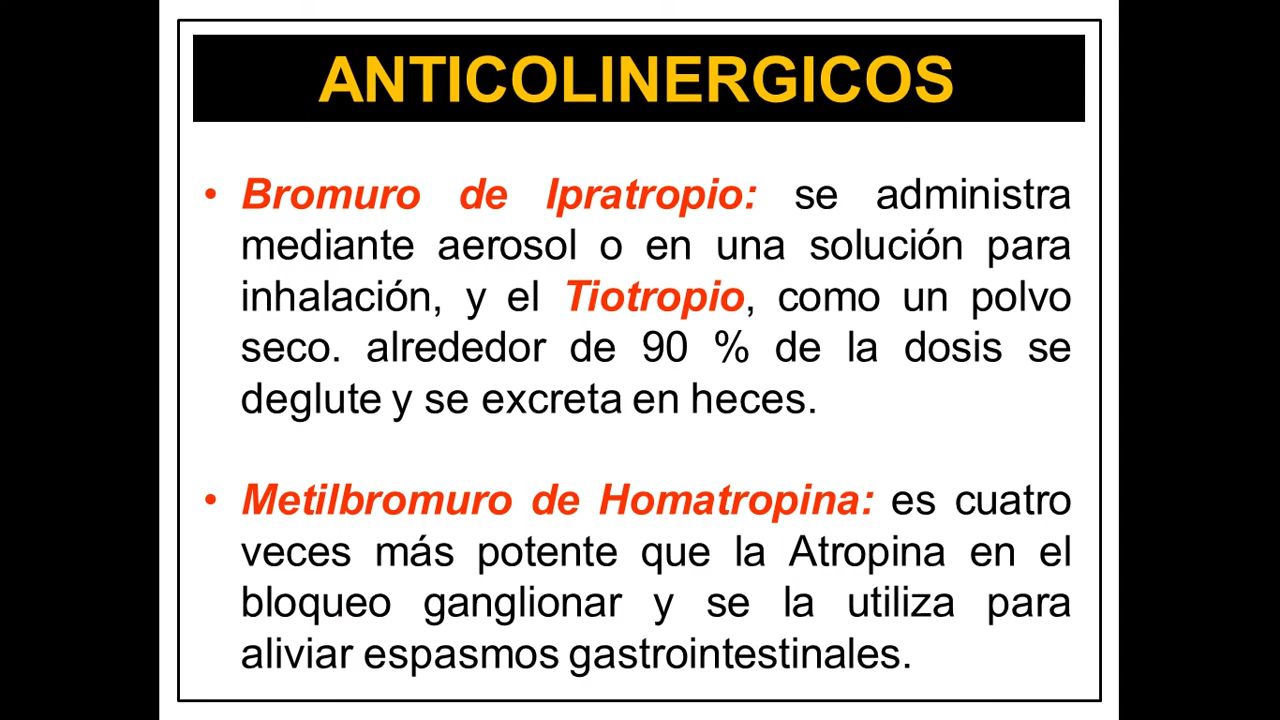 ANTICOLINERGICOS
• Bromuro de Ipratropio: se administra
mediante aerosol o en una solución para
inhalación, y el Tiotropio, como un polvo
seco. alrededor de 90 % de la dosis se
deglute y se excreta en heces.
• Metilbromuro de Homatropina: es cuatro
veces más potente que la Atropina en el
bloqueo ganglionar y se la utiliza para
aliviar espasmos gastrointestinales.